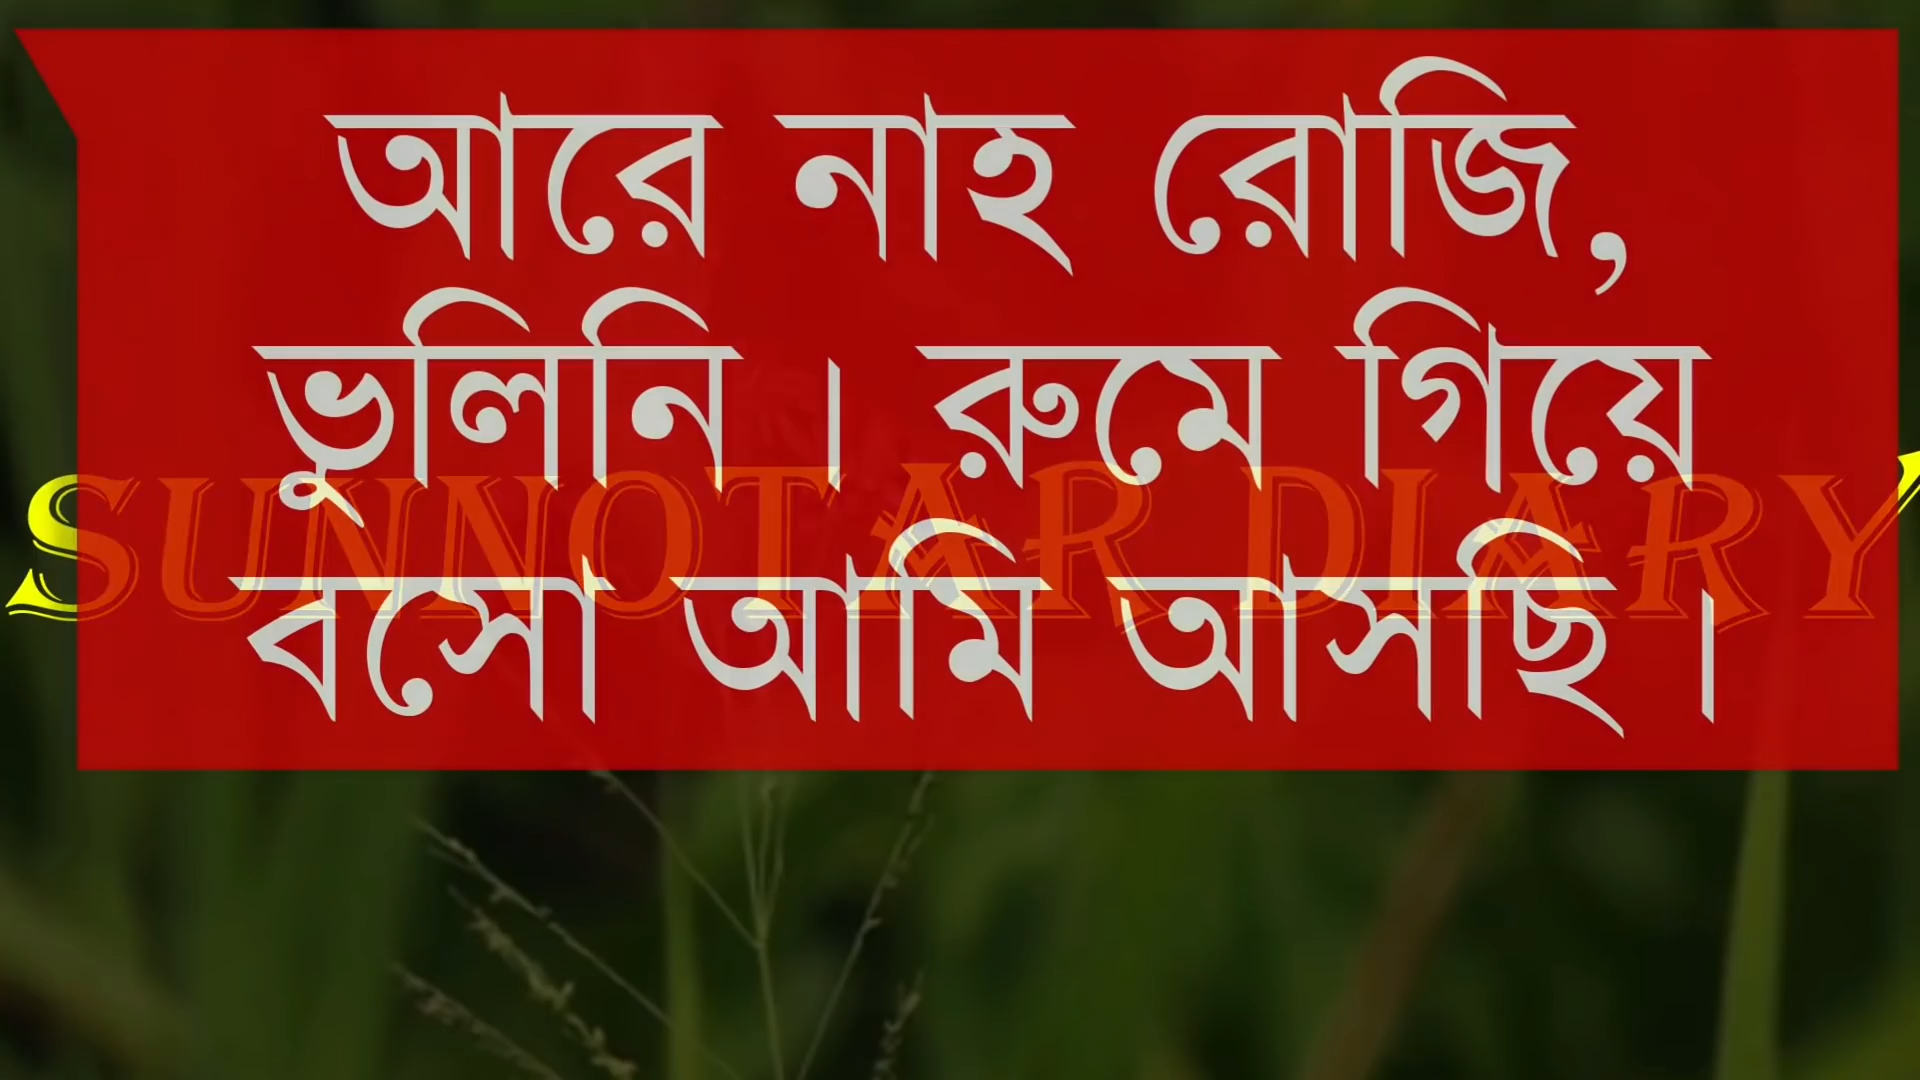 আরে নাহ রোজি,
ভুলিনি। রুমে গিয়ে
SUNNOTAR DIARY
বসো আমি আসছি।